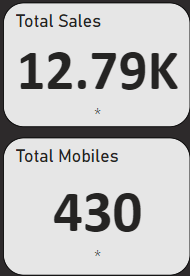 Total Sales
12.79K
*
Total Mobiles
430
*